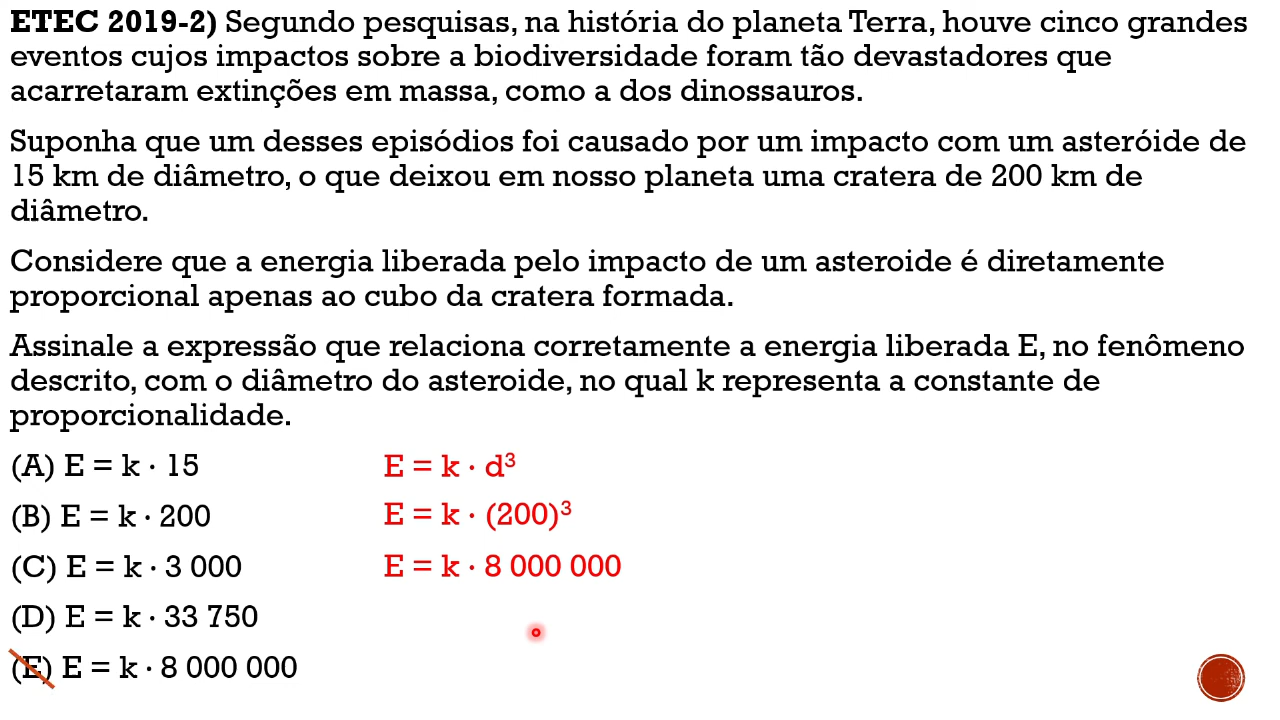 ETEC 2019-2) Segundo pesquisas, na história do planeta Terra, houve cinco grandes
eventos cujos impactos sobre a biodiversidade foram tão devastadores que
acarretaram extinções em massa, como a dos dinossauros.
Suponha que um desses episódios foi causado por um impacto com um asteróide de
15 km de diâmetro, o que deixou em nosso planeta uma cratera de 200 km de
diâmetro.
Considere que a energia liberada pelo impacto de um asteroide é diretamente
proporcional apenas ao cubo da cratera formada.
Assinale a expressão que relaciona corretamente a energia liberada E, no fenômeno
descrito, com o diâmetro do asteroide, no qual k representa a constante de
proporcionalidade.
(A) E = k · 15
E = k · d³
(B) E = k · 200
E = k · (200)³
(C) E = k · 3 000
E = k · 8 000 000
(D) E = k · 33 750
(E) E = k · 8 000 000